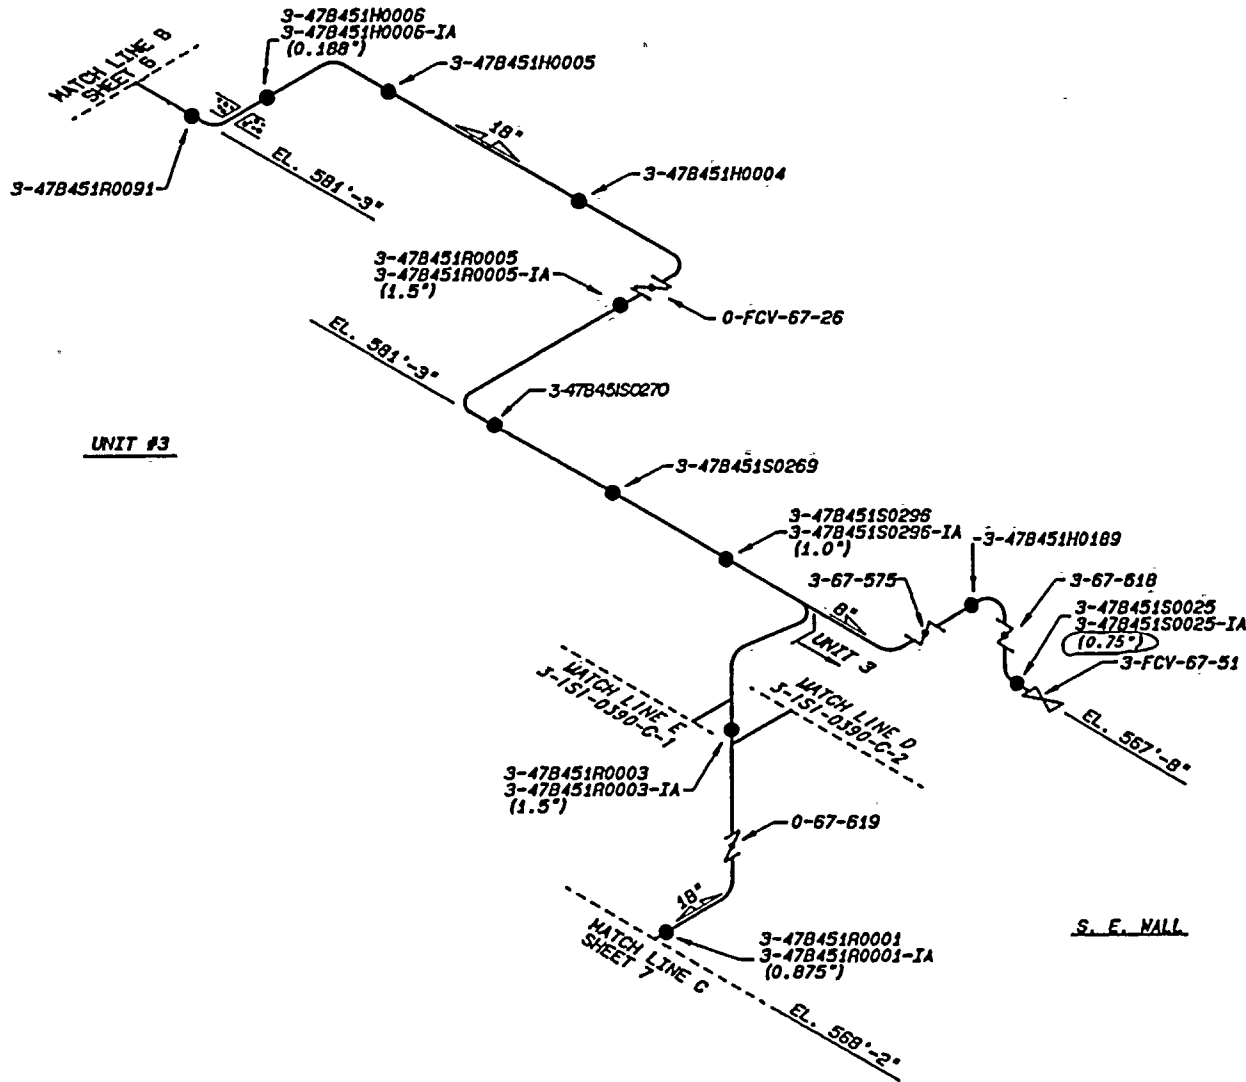 3-47B451H0006
3-47B451H0006-IA
(0.188")
MATCH LINE B
SHEET 6
3-47B451H0005
18"
3-47B451R0091
EL. 581'-3"
3-47B451H0004
3-47B451R0005
3-47B451R0005-IA
(1.5")
0-FCV-67-26
EL. 581'-3"
3-47B451S0270
UNIT #3
3-47B451S0269
3-47B451S0296
3-47B451S0296-IA
(1.0")
3-47B451H0189
3-67-575
3-67-618
8"
3-47B451S0025
3-47B451S0025-IA
(0.75")
3-FCV-67-51
UNIT 3
MATCH LINE E
3-ISI-0390-C-1
MATCH LINE D
3-ISI-0390-C-2
EL. 567'-8"
3-47B451R0003
3-47B451R0003-IA
(1.5")
0-67-619
18"
MATCH LINE C
SHEET 7
3-47B451R0001
3-47B451R0001-IA
(0.875")
S. E. WALL
EL. 568'-2"